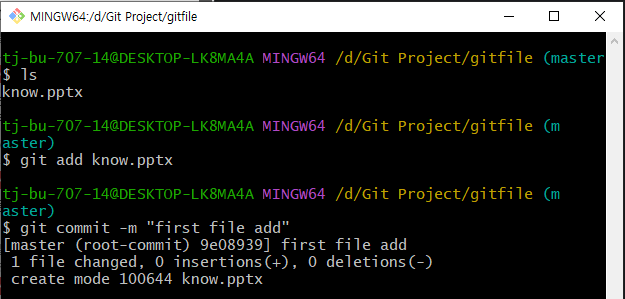 MINGW64:/d/Git Project/gitfile
tj-bu-707-14@DESKTOP-LK8MA4A MINGW64 /d/Git Project/gitfile (master
$ ls
know.pptx
tj-bu-707-14@DESKTOP-LK8MA4A MINGW64 /d/Git Project/gitfile (m
aster)
$ git add know.pptx
tj-bu-707-14@DESKTOP-LK8MA4A MINGW64 /d/Git Project/gitfile (m
aster)
$ git commit -m "first file add"
[master (root-commit) 9e08939] first file add
 1 file changed, 0 insertions(+), 0 deletions(-)
 create mode 100644 know.pptx